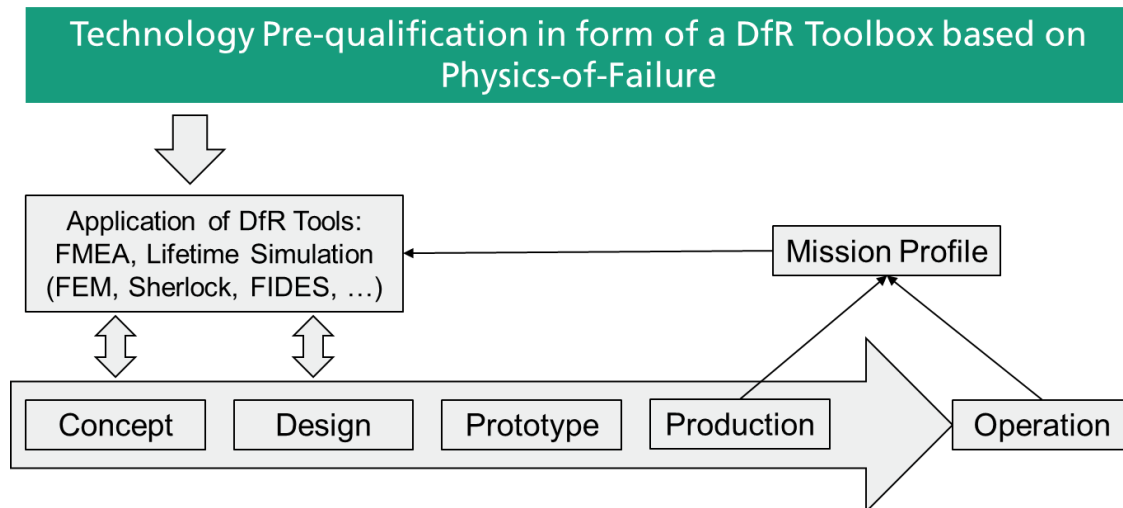 Technology Pre-qualification in form of a DfR Toolbox based on
Physics-of-Failure
Application of DfR Tools:
FMEA, Lifetime Simulation
(FEM, Sherlock, FIDES, …)
Mission Profile
Concept
Design
Prototype
Production
Operation